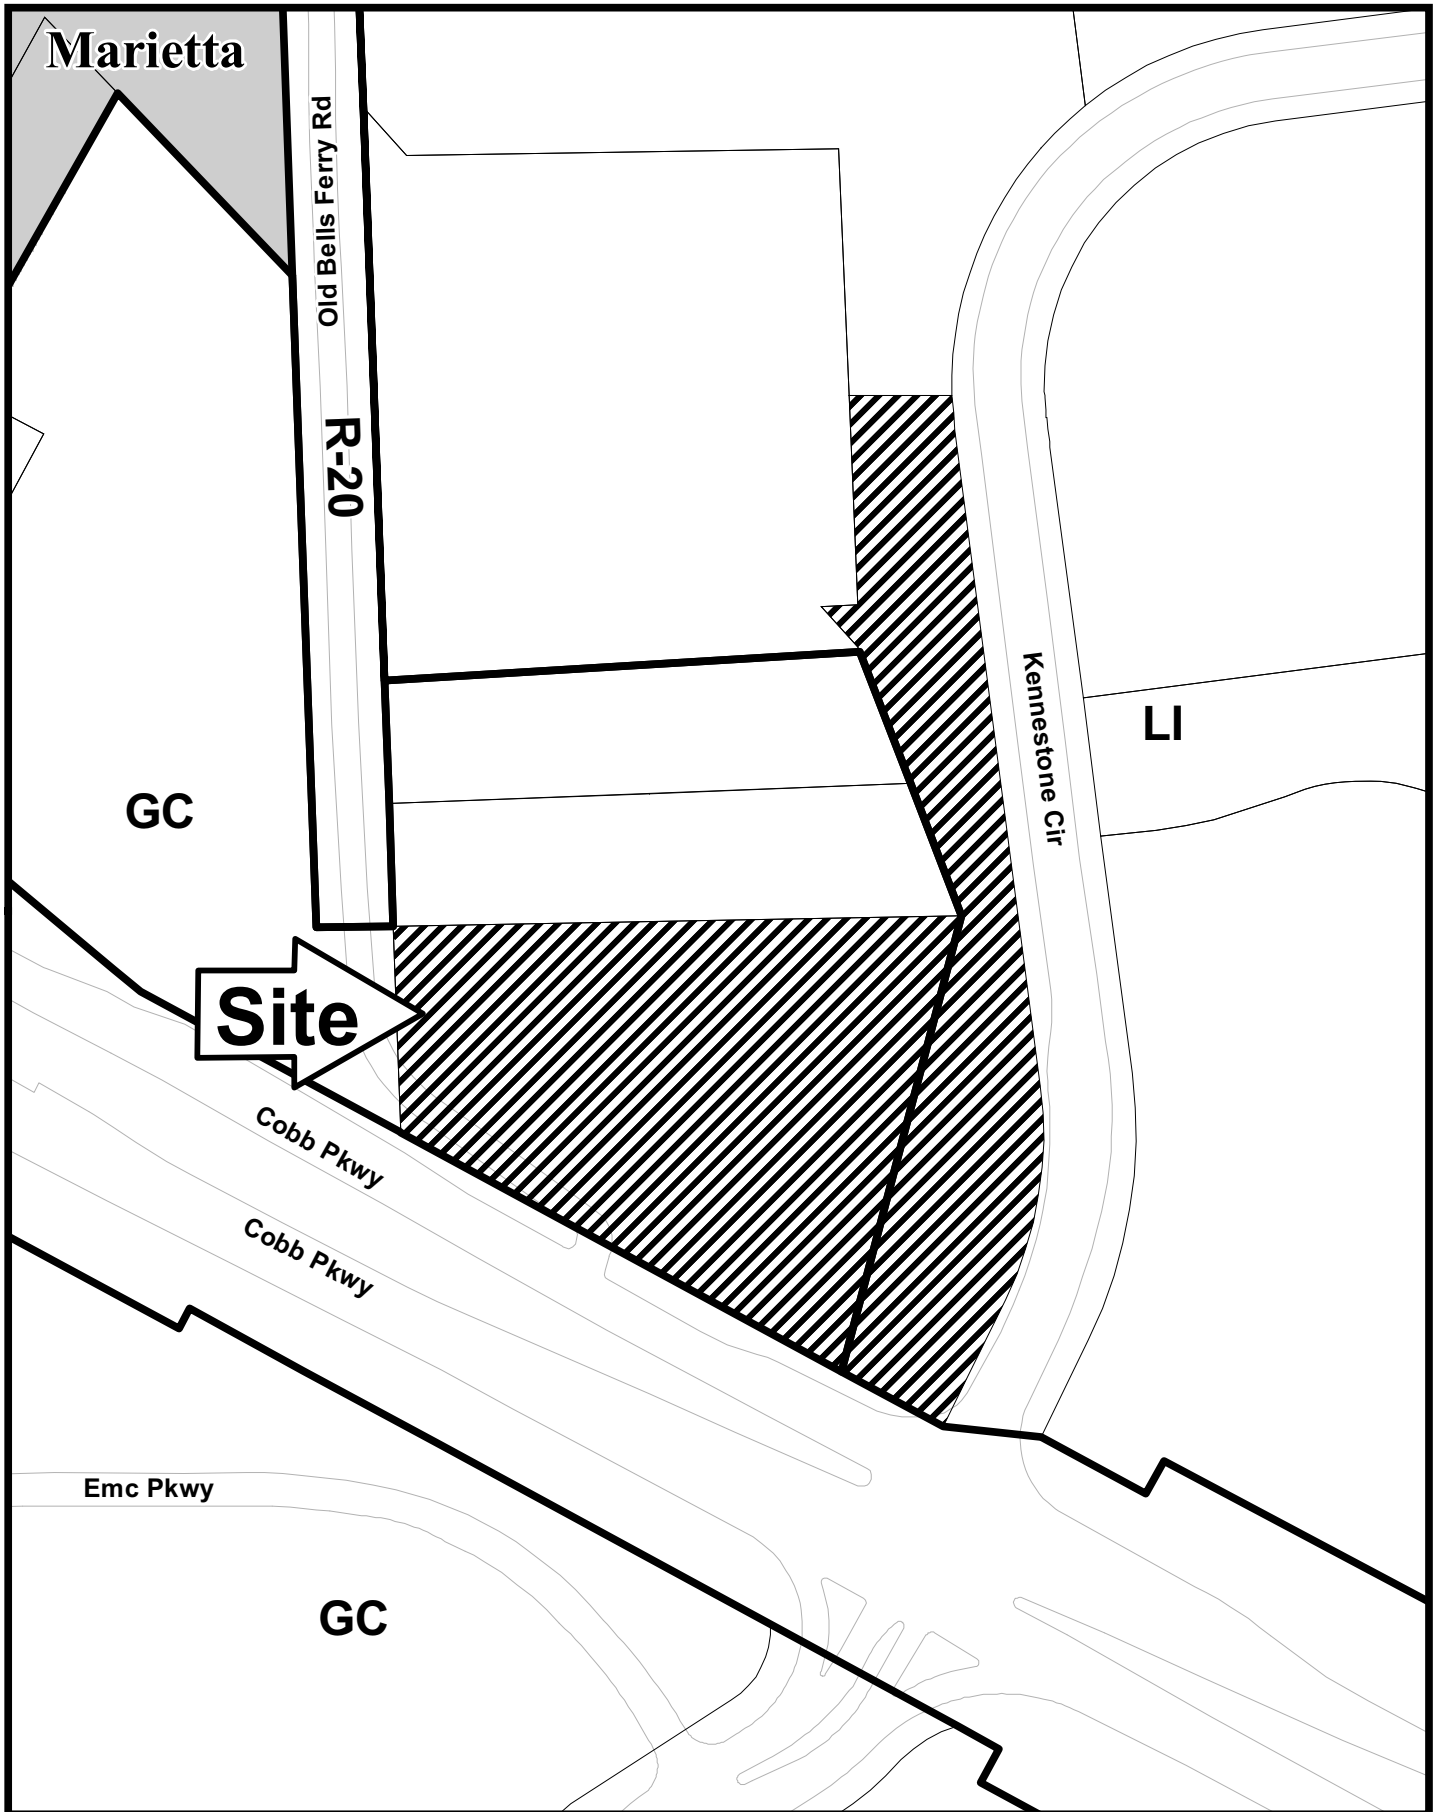 Marietta
Old Bells Ferry Rd
R-20
Kennestone Cir
LI
GC
Site
Cobb Pkwy
Cobb Pkwy
Emc Pkwy
GC